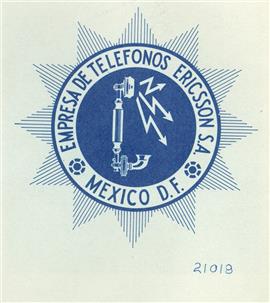 EMPRESA DE TELEFONOS ERICSSON S.A.
MEXICO D.F.
21018